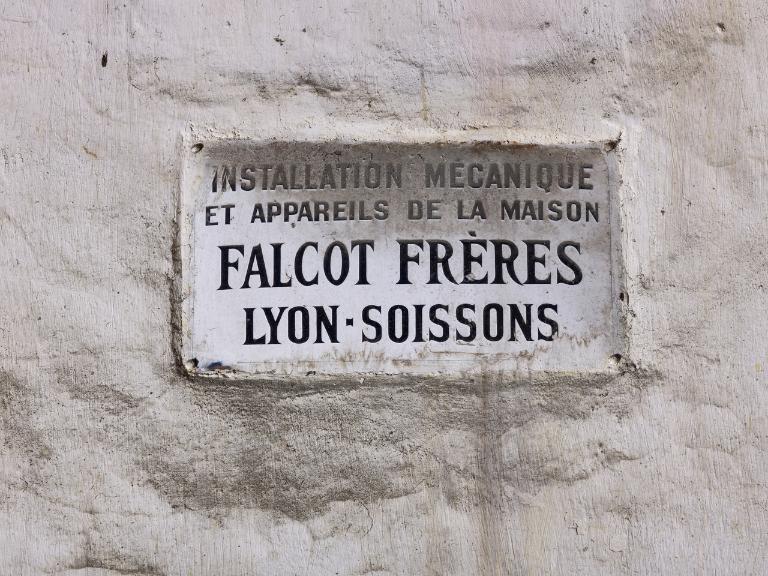 INSTALLATION MÉCANIQUE
ET APPAREILS DE LA MAISON
FALCOT FRÈRES
LYON-SOISSONS